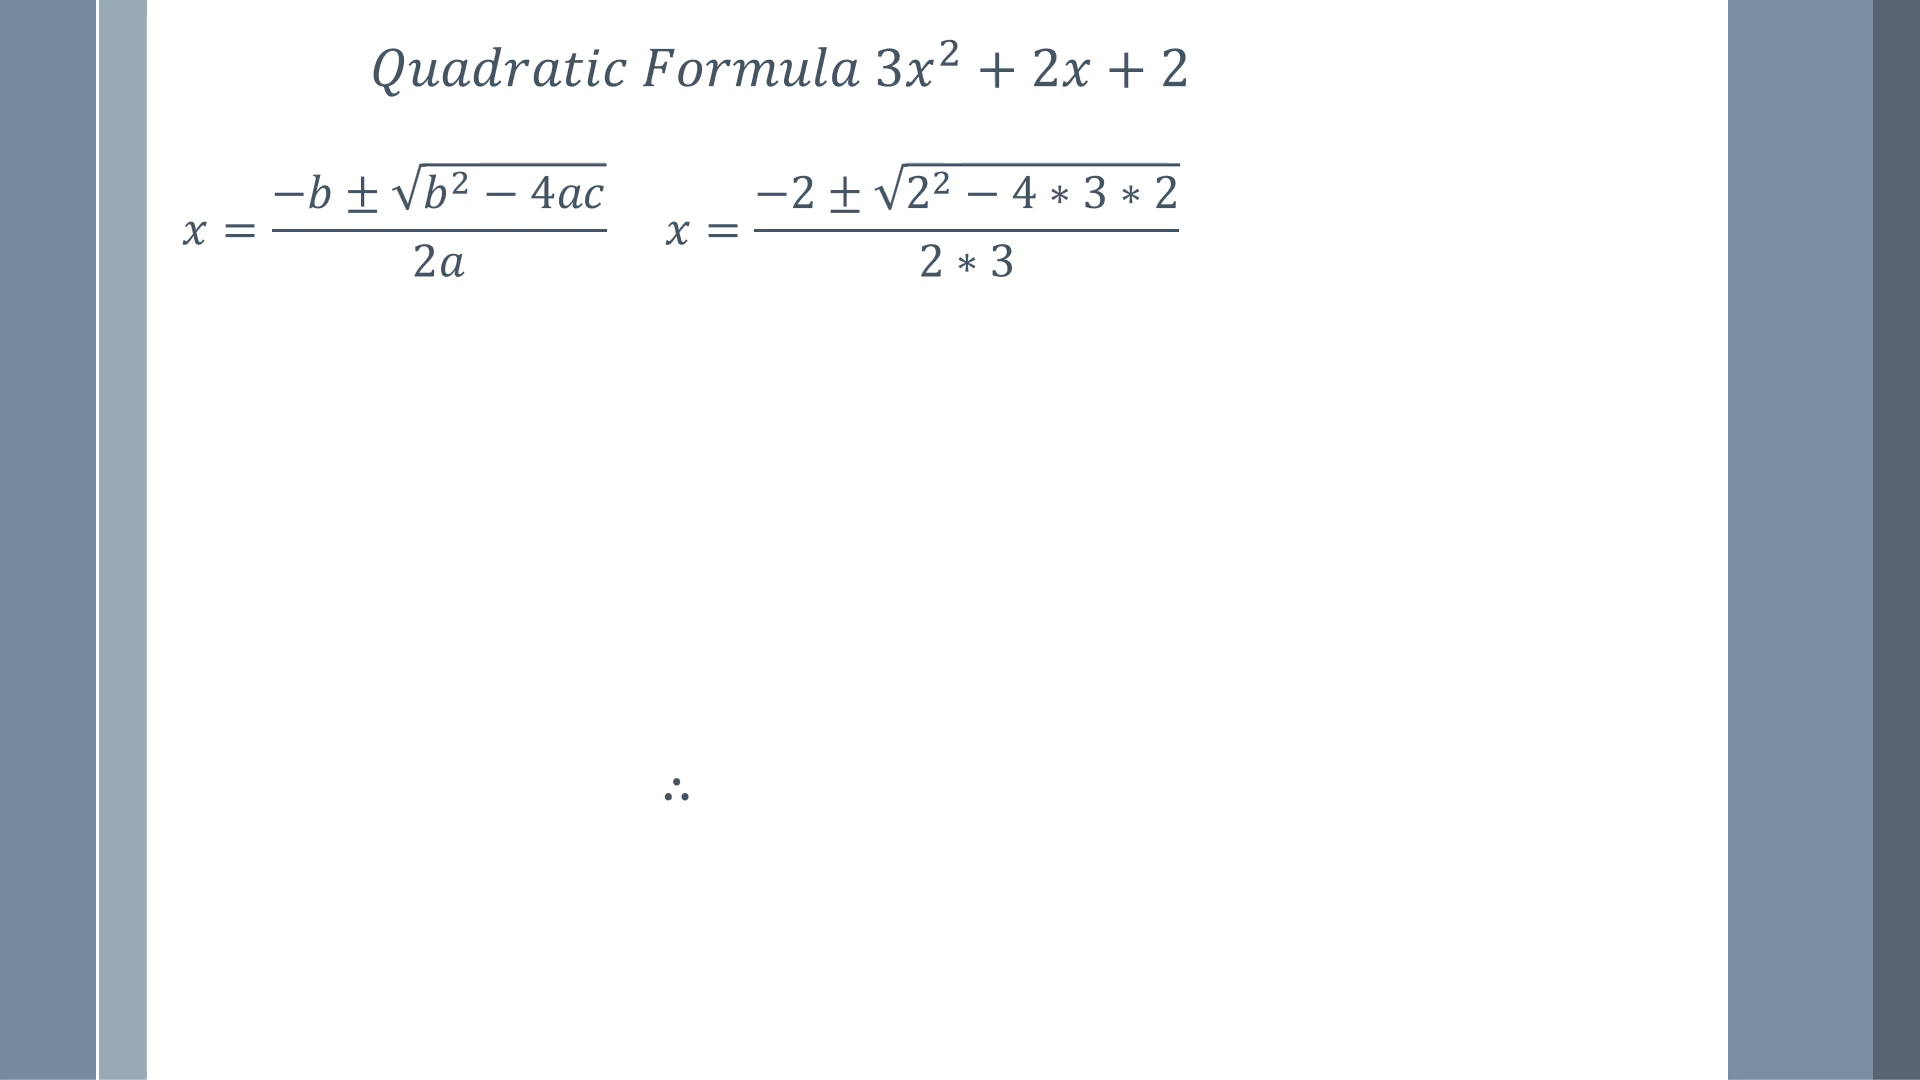 Quadratic Formula 3x² + 2x + 2
x = (−b ± √(b² − 4ac)) / (2a)    x = (−2 ± √(2² − 4 ∗ 3 ∗ 2)) / (2 ∗ 3)
∴